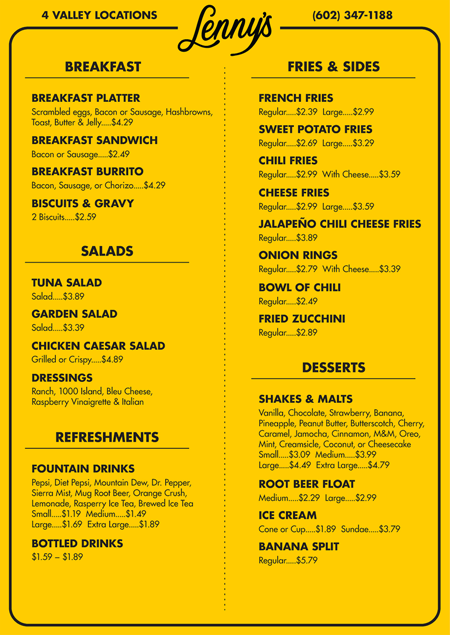 4 VALLEY LOCATIONS
Lenny's
(602) 347-1188
BREAKFAST
BREAKFAST PLATTER
Scrambled eggs, Bacon or Sausage, Hashbrowns,
Toast, Butter & Jelly.....$4.29
BREAKFAST SANDWICH
Bacon or Sausage.....$2.49
BREAKFAST BURRITO
Bacon, Sausage, or Chorizo.....$4.29
BISCUITS & GRAVY
2 Biscuits.....$2.59
SALADS
TUNA SALAD
Salad.....$3.89
GARDEN SALAD
Salad.....$3.39
CHICKEN CAESAR SALAD
Grilled or Crispy.....$4.89
DRESSINGS
Ranch, 1000 Island, Bleu Cheese,
Raspberry Vinaigrette & Italian
REFRESHMENTS
FOUNTAIN DRINKS
Pepsi, Diet Pepsi, Mountain Dew, Dr. Pepper,
Sierra Mist, Mug Root Beer, Orange Crush,
Lemonade, Rasperry Ice Tea, Brewed Ice Tea
Small.....$1.19 Medium.....$1.49
Large.....$1.69 Extra Large.....$1.89
BOTTLED DRINKS
$1.59 – $1.89
FRIES & SIDES
FRENCH FRIES
Regular.....$2.39 Large.....$2.99
SWEET POTATO FRIES
Regular.....$2.69 Large.....$3.29
CHILI FRIES
Regular.....$2.99 With Cheese.....$3.59
CHEESE FRIES
Regular.....$2.99 Large.....$3.59
JALAPEÑO CHILI CHEESE FRIES
Regular.....$3.89
ONION RINGS
Regular.....$2.79 With Cheese.....$3.39
BOWL OF CHILI
Regular.....$2.49
FRIED ZUCCHINI
Regular.....$2.89
DESSERTS
SHAKES & MALTS
Vanilla, Chocolate, Strawberry, Banana,
Pineapple, Peanut Butter, Butterscotch, Cherry,
Caramel, Jamocha, Cinnamon, M&M, Oreo,
Mint, Creamsicle, Coconut, or Cheesecake
Small.....$3.09 Medium.....$3.99
Large.....$4.49 Extra Large.....$4.79
ROOT BEER FLOAT
Medium.....$2.29 Large.....$2.99
ICE CREAM
Cone or Cup.....$1.89 Sundae.....$3.79
BANANA SPLIT
Regular.....$5.79